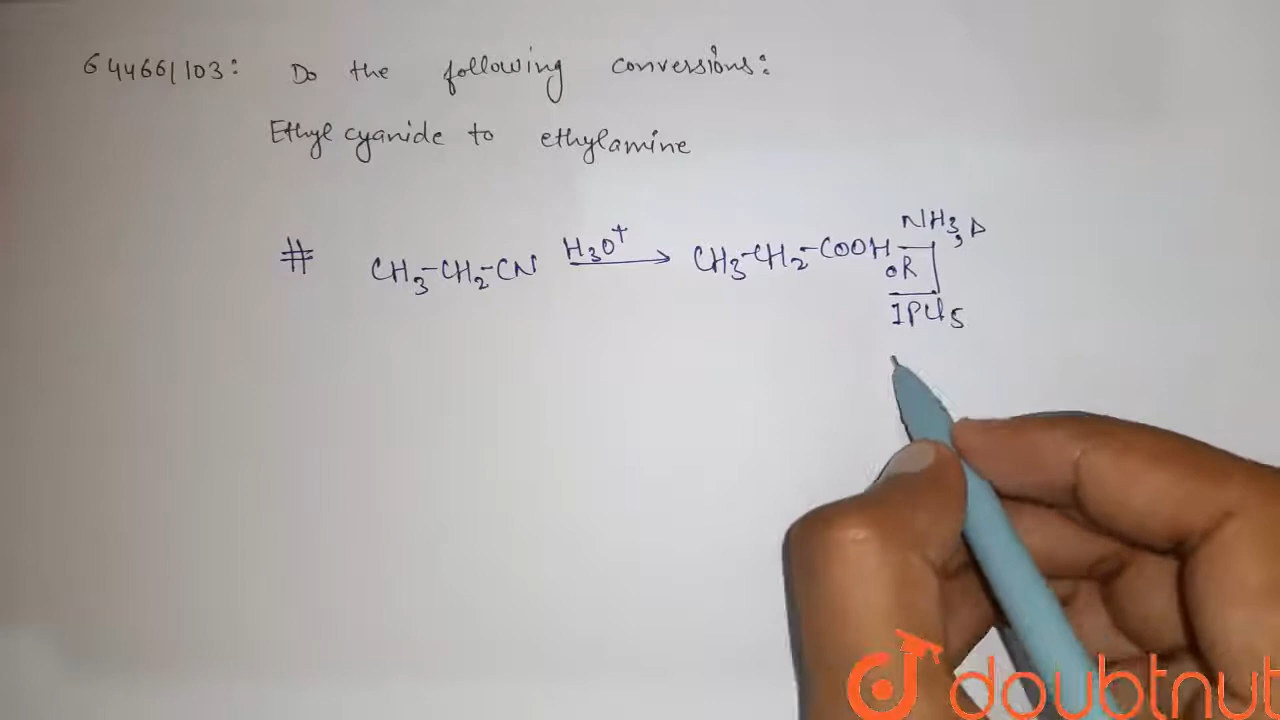 644661103: Do the following conversions:
Ethyl cyanide to ethylamine
NH3, Δ
# CH3-CH2-CN H3O+ → CH3-CH2-COOH
OR
IPCl5
doubtnut